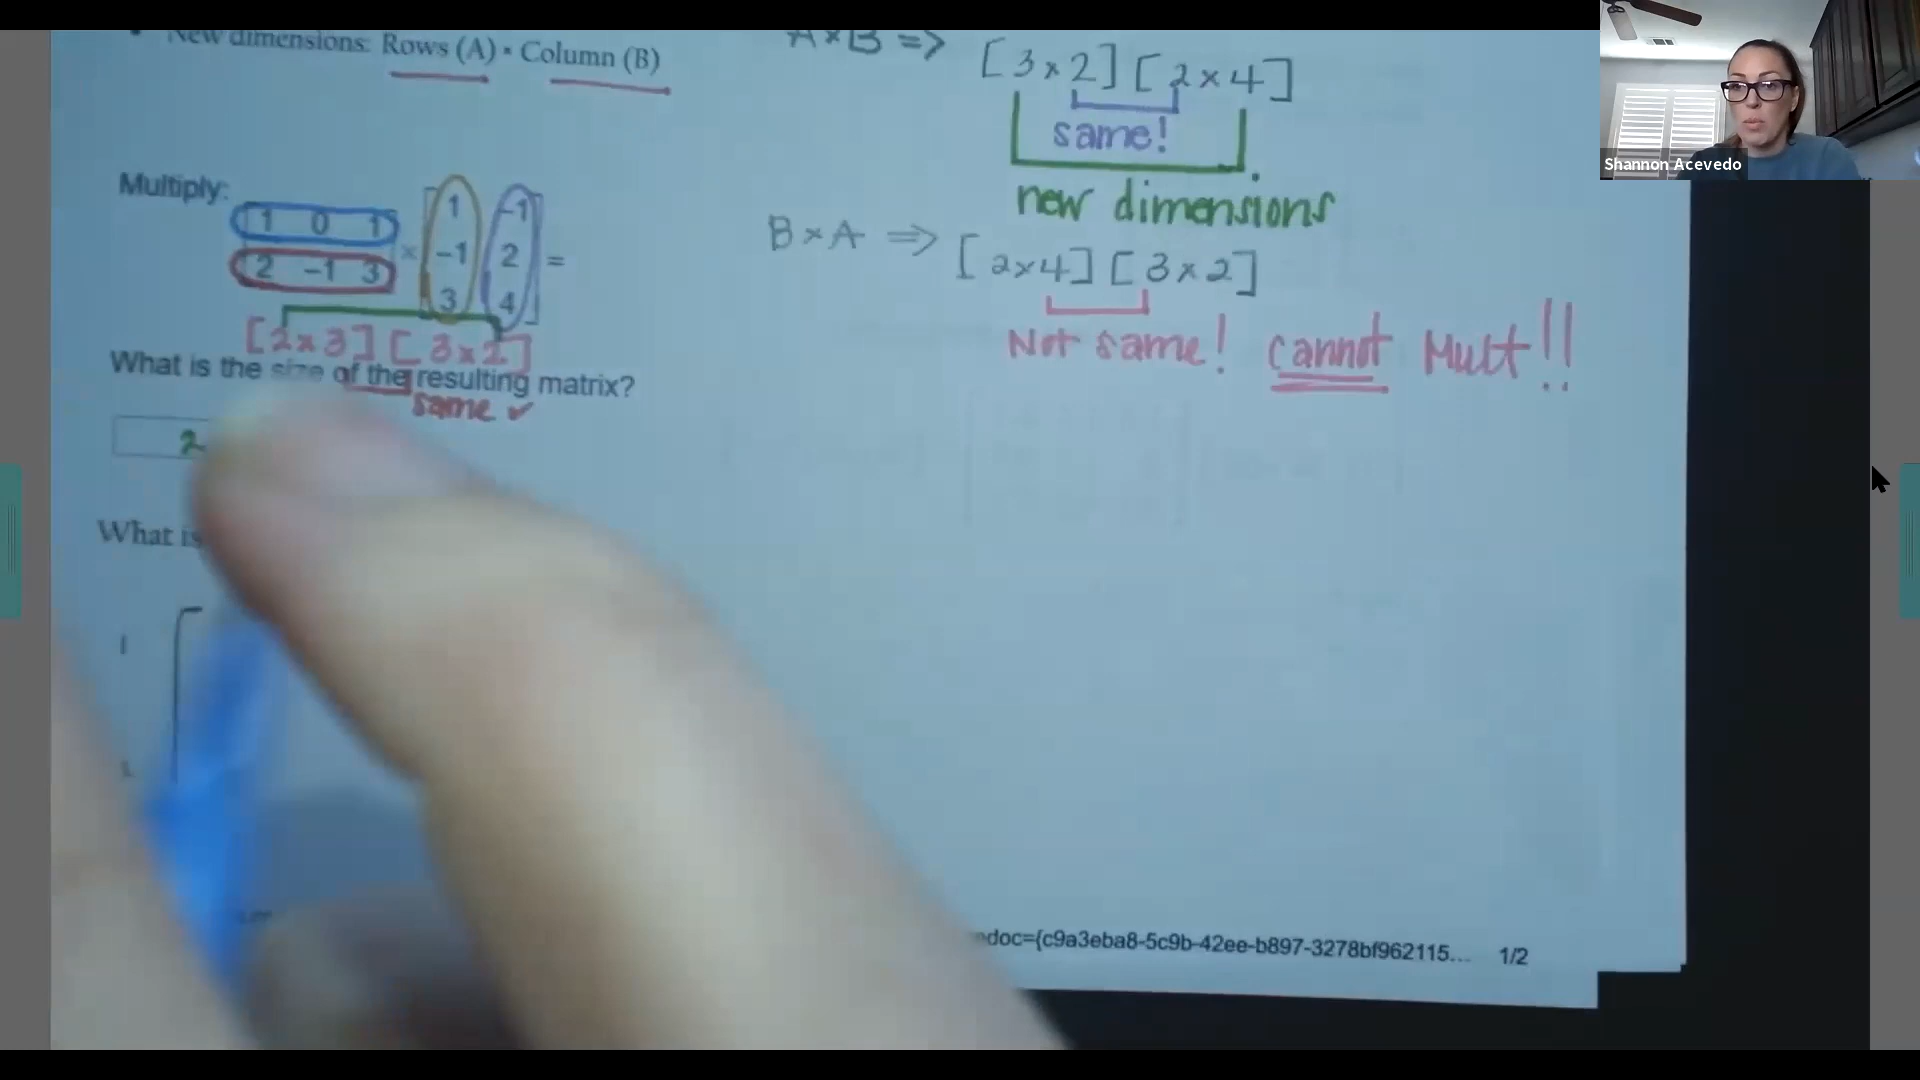 New dimensions: Rows (A) • Column (B)
A×B => [3×2] [2×4]
same!
new dimensions
B×A => [2×4] [3×2]
Not same! cannot Mult!!
Multiply:
1 0 1
2 -1 3
×
1 -1
-1 2
3 4
=
[2×3] [3×2]
What is the size of the resulting matrix?
same ✓
2
What is
doc={c9a3eba8-5c9b-42ee-b897-3278bf962115... 1/2
Shannon Acevedo